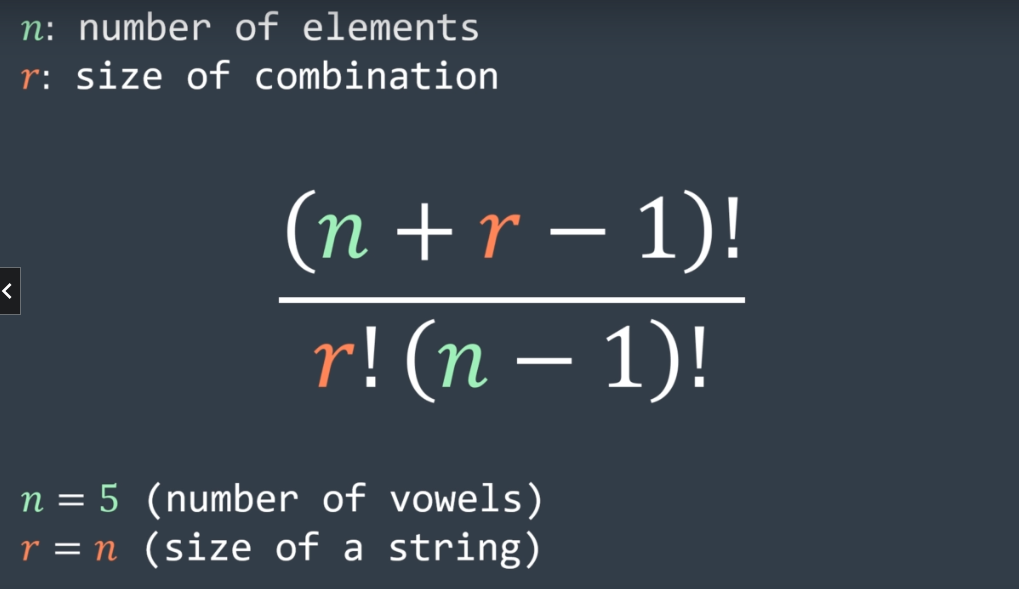 n: number of elements
r: size of combination
(n + r − 1)!
r! (n − 1)!
n = 5 (number of vowels)
r = n (size of a string)